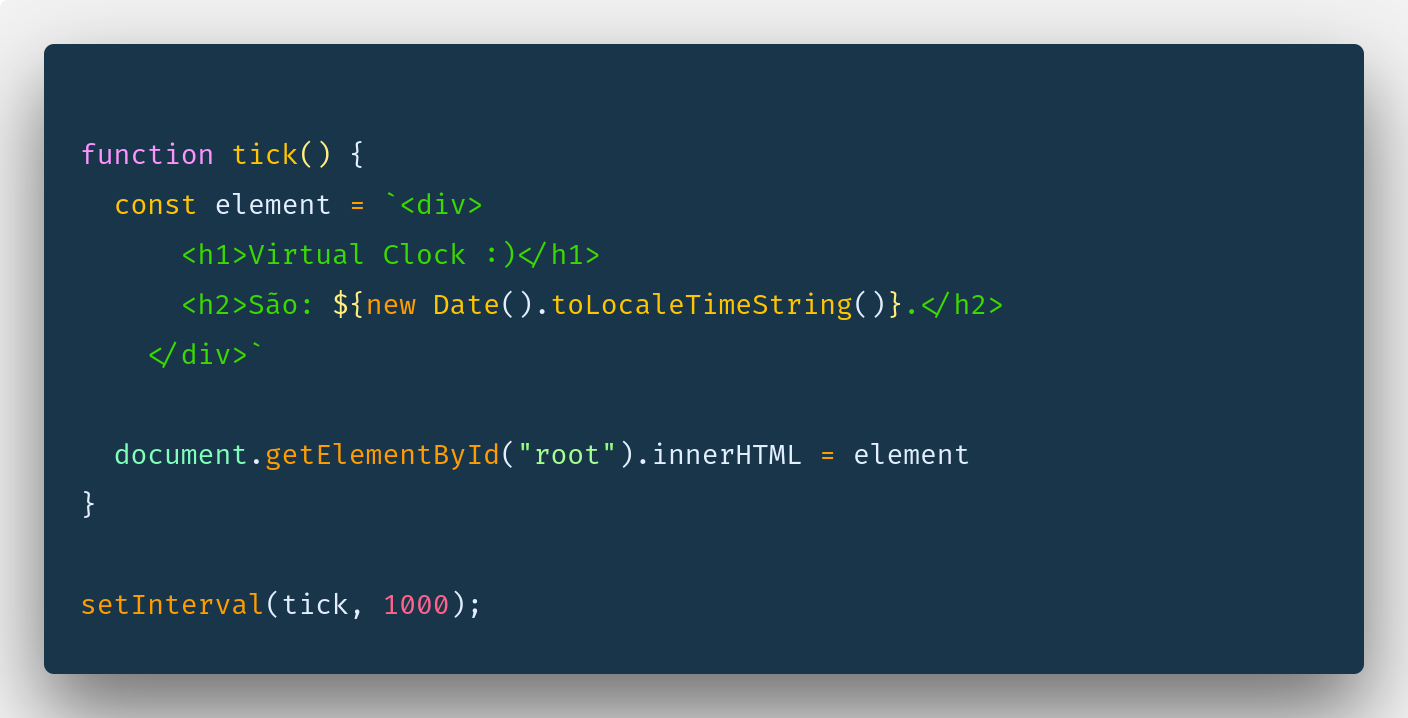 function tick() {
  const element = `<div>
      <h1>Virtual Clock :)</h1>
      <h2>São: ${new Date().toLocaleTimeString()}.</h2>
    </div>`

  document.getElementById("root").innerHTML = element
}

setInterval(tick, 1000);